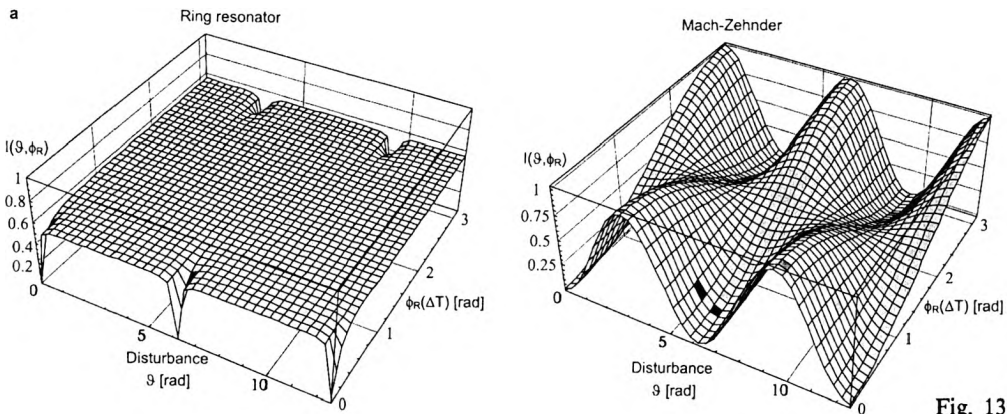 a
Ring resonator
I(ϑ,ϕR)
1
0.8
0.6
0.4
0.2
0
5
10
Disturbance
ϑ [rad]
0
1
2
3
ϕR(ΔT) [rad]
Mach-Zehnder
I(ϑ,ϕR)
1
0.75
0.5
0.25
0
5
10
Disturbance
ϑ [rad]
0
1
2
3
ϕR(ΔT) [rad]
Fig. 13